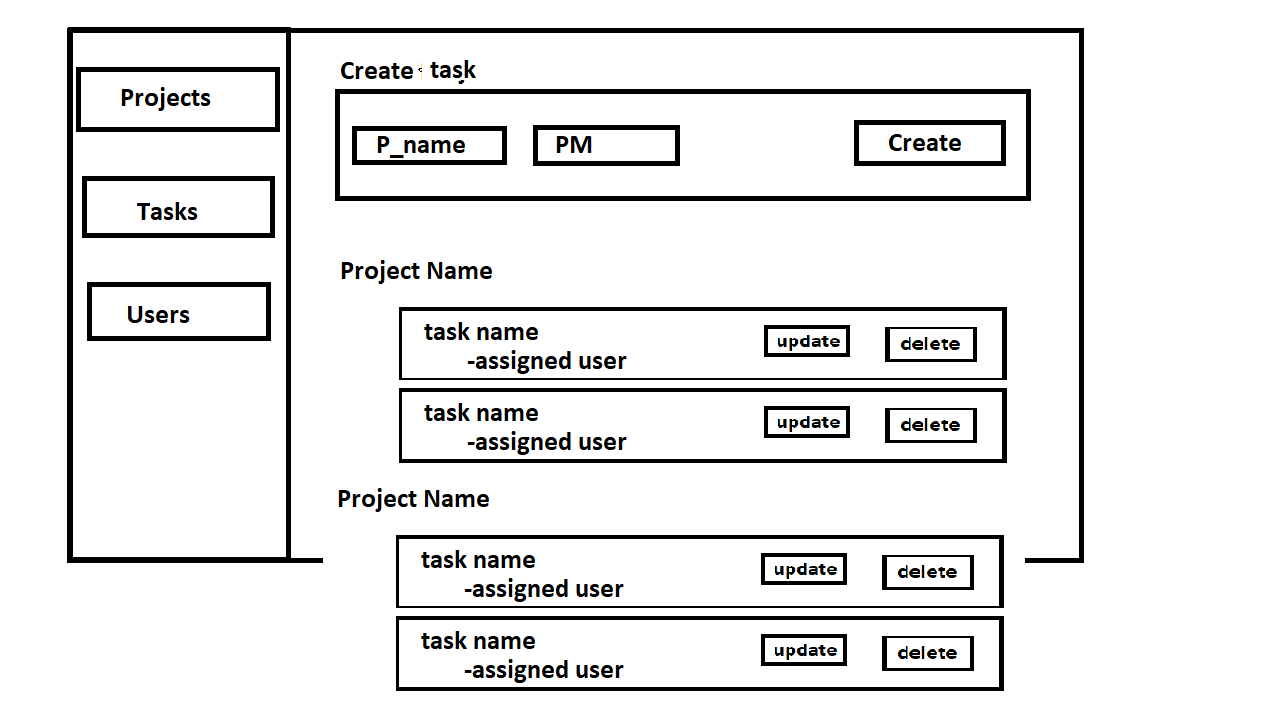 Projects
Tasks
Users
Create task
P_name
PM
Create
Project Name
task name
-assigned user
update
delete
task name
-assigned user
update
delete
Project Name
task name
-assigned user
update
delete
task name
-assigned user
update
delete